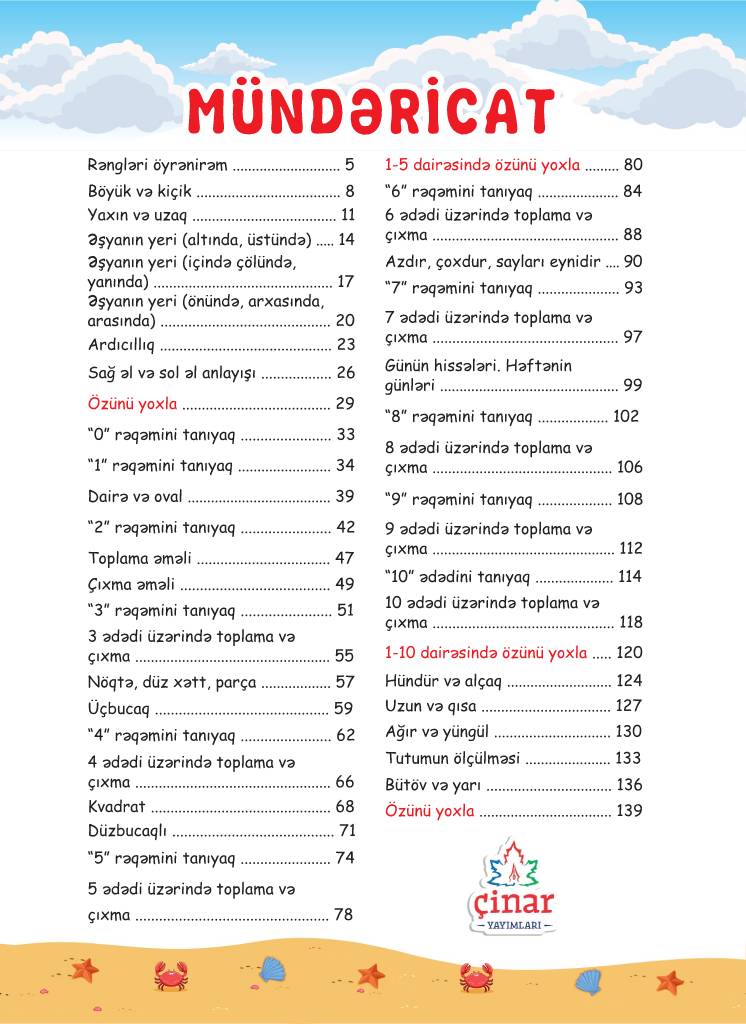 MÜNDƏRİCAT
Rəngləri öyrənirəm ............................ 5
Böyük və kiçik ..................................... 8
Yaxın və uzaq ..................................... 11
Əşyanın yeri (altında, üstündə) ..... 14
Əşyanın yeri (içində çölündə,
yanında) .............................................. 17
Əşyanın yeri (önündə, arxasında,
arasında) ............................................ 20
Ardıcıllıq ............................................ 23
Sağ əl və sol əl anlayışı .................. 26
Özünü yoxla ...................................... 29
“0” rəqəmini tanıyaq ....................... 33
“1” rəqəmini tanıyaq ........................ 34
Dairə və oval ..................................... 39
“2” rəqəmini tanıyaq ....................... 42
Toplama əməli .................................. 47
Çıxma əməli ...................................... 49
“3” rəqəmini tanıyaq ....................... 51
3 ədədi üzərində toplama və
çıxma .................................................. 55
Nöqtə, düz xətt, parça .................. 57
Üçbucaq ............................................. 59
“4” rəqəmini tanıyaq ....................... 62
4 ədədi üzərində toplama və
çıxma .................................................. 66
Kvadrat .............................................. 68
Düzbucaqlı ......................................... 71
“5” rəqəmini tanıyaq ....................... 74
5 ədədi üzərində toplama və
çıxma .................................................. 78
1-5 dairəsində özünü yoxla ......... 80
“6” rəqəmini tanıyaq ..................... 84
6 ədədi üzərində toplama və
çıxma ................................................ 88
Azdır, çoxdur, sayları eynidir .... 90
“7” rəqəmini tanıyaq ..................... 93
7 ədədi üzərində toplama və
çıxma ................................................ 97
Günün hissələri. Həftənin
günləri .............................................. 99
“8” rəqəmini tanıyaq .................. 102
8 ədədi üzərində toplama və
çıxma .............................................. 106
“9” rəqəmini tanıyaq ................... 108
9 ədədi üzərində toplama və
çıxma ............................................... 112
“10” ədədini tanıyaq .................... 114
10 ədədi üzərində toplama və
çıxma ............................................... 118
1-10 dairəsində özünü yoxla ..... 120
Hündür və alçaq ........................... 124
Uzun və qısa ................................. 127
Ağır və yüngül .............................. 130
Tutumun ölçülməsi ...................... 133
Bütöv və yarı ................................ 136
Özünü yoxla .................................. 139
çinar
YAYIMLARI